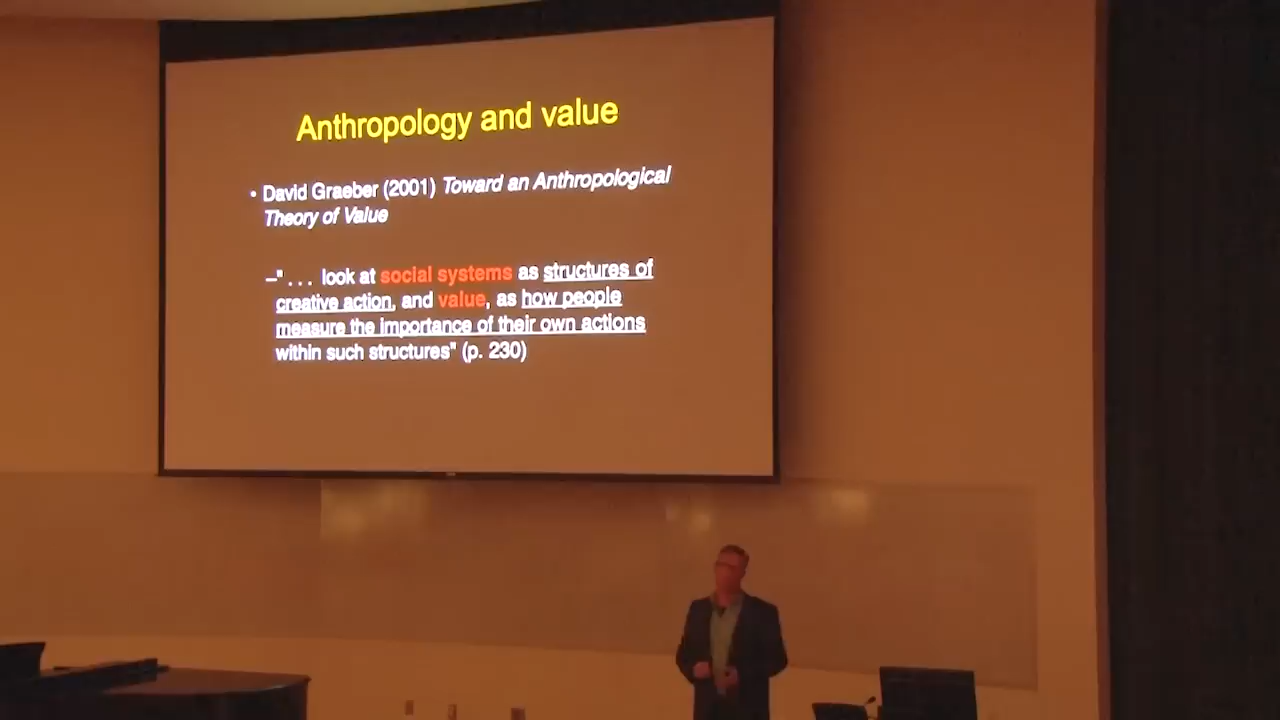 Anthropology and value
• David Graeber (2001) Toward an Anthropological
Theory of Value
–" . . . look at social systems as structures of
creative action, and value, as how people
measure the importance of their own actions
within such structures" (p. 230)